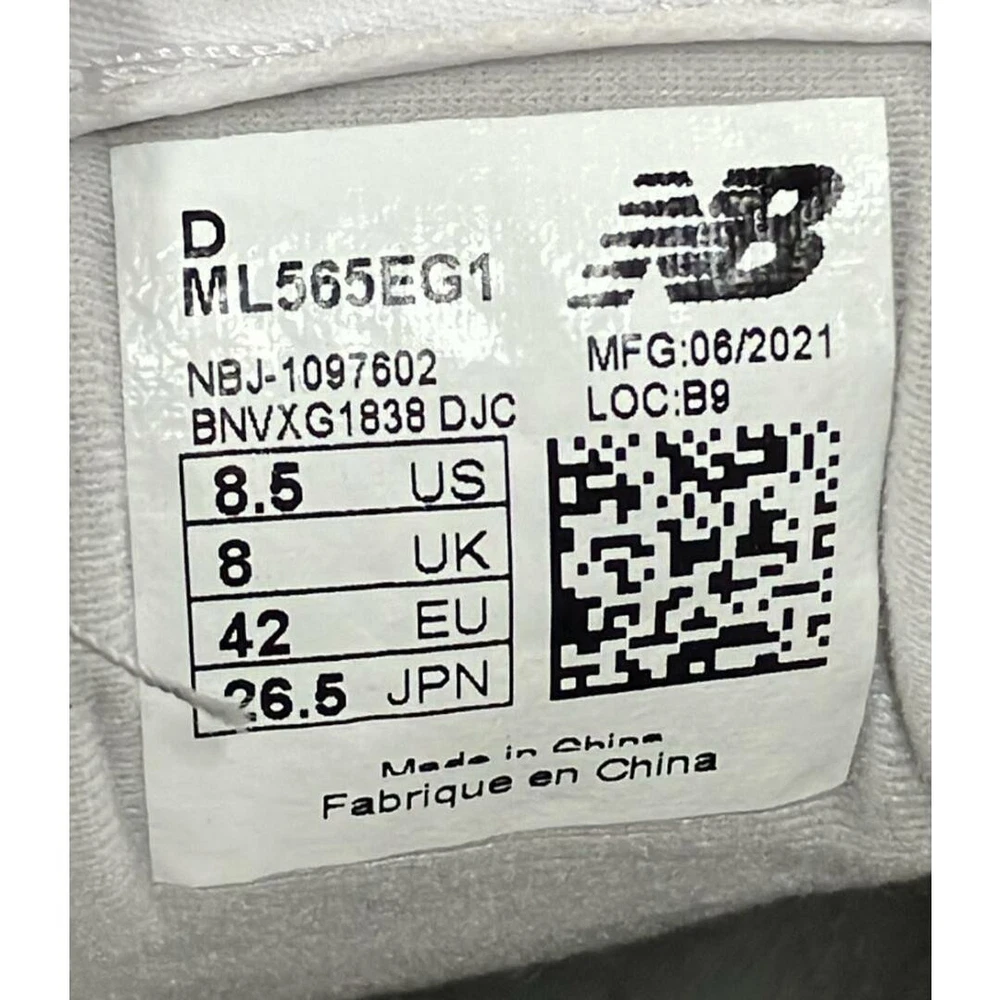 D
ML565EG1
NB
NBJ-1097602
BNVXG1838 DJC
MFG:06/2021
LOC:B9
8.5 US
8 UK
42 EU
26.5 JPN
Made in China
Fabrique en China